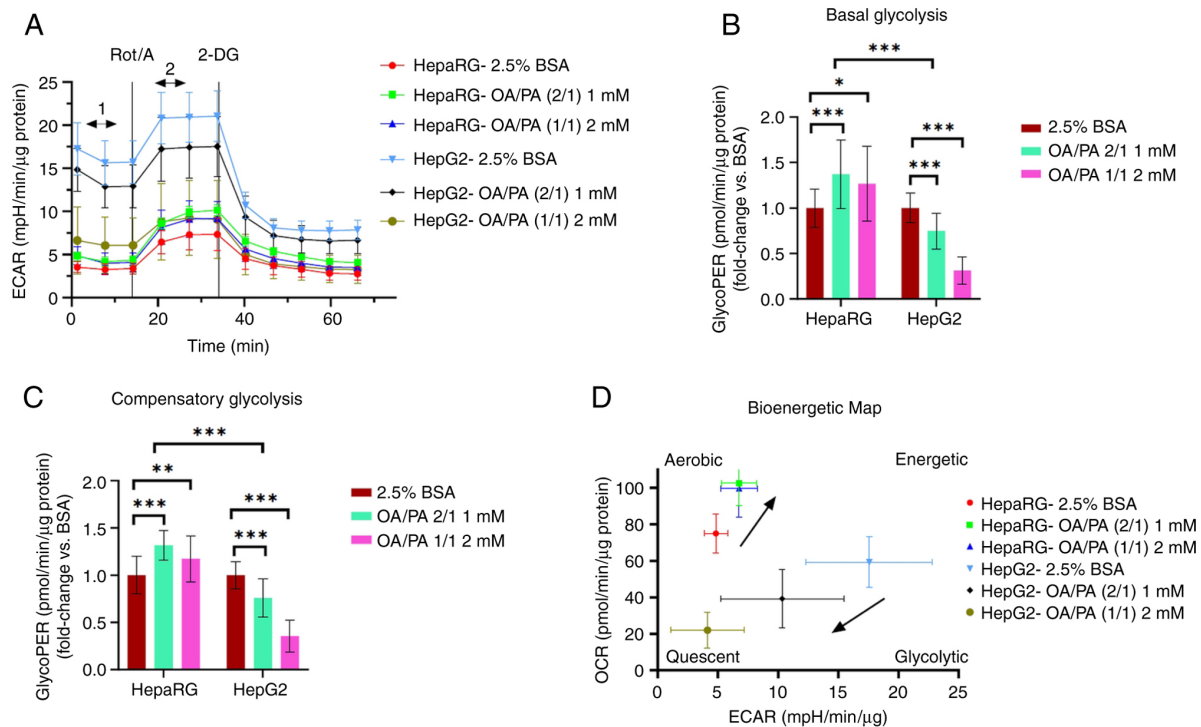 A
Rot/A
2-DG
1
2
25
20
15
10
5
0
0
20
40
60
ECAR (mpH/min/µg protein)
Time (min)
HepaRG- 2.5% BSA
HepaRG- OA/PA (2/1) 1 mM
HepaRG- OA/PA (1/1) 2 mM
HepG2- 2.5% BSA
HepG2- OA/PA (2/1) 1 mM
HepG2- OA/PA (1/1) 2 mM
B
Basal glycolysis
***
*
***
***
***
2.0
1.5
1.0
0.5
0.0
GlycoPER (pmol/min/µg protein)
(fold-change vs. BSA)
HepaRG
HepG2
2.5% BSA
OA/PA 2/1 1 mM
OA/PA 1/1 2 mM
C
Compensatory glycolysis
***
**
***
***
***
2.0
1.5
1.0
0.5
0.0
GlycoPER (pmol/min/µg protein)
(fold-change vs. BSA)
HepaRG
HepG2
2.5% BSA
OA/PA 2/1 1 mM
OA/PA 1/1 2 mM
D
Bioenergetic Map
Aerobic
Energetic
Quescent
Glycolytic
100
80
60
40
20
0
0
5
10
15
20
25
OCR (pmol/min/µg protein)
ECAR (mpH/min/µg)
HepaRG- 2.5% BSA
HepaRG- OA/PA (2/1) 1 mM
HepaRG- OA/PA (1/1) 2 mM
HepG2- 2.5% BSA
HepG2- OA/PA (2/1) 1 mM
HepG2- OA/PA (1/1) 2 mM